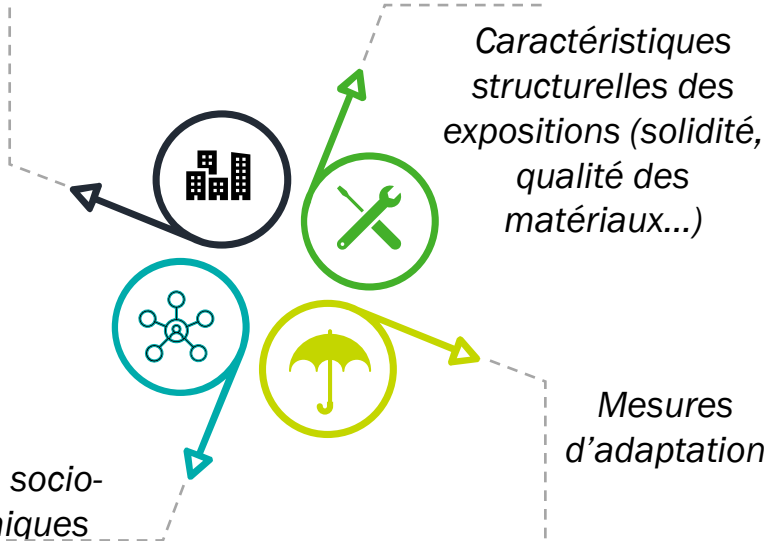 Caractéristiques
structurelles des
expositions (solidité,
qualité des
matériaux…)
Mesures
d’adaptation
socio-